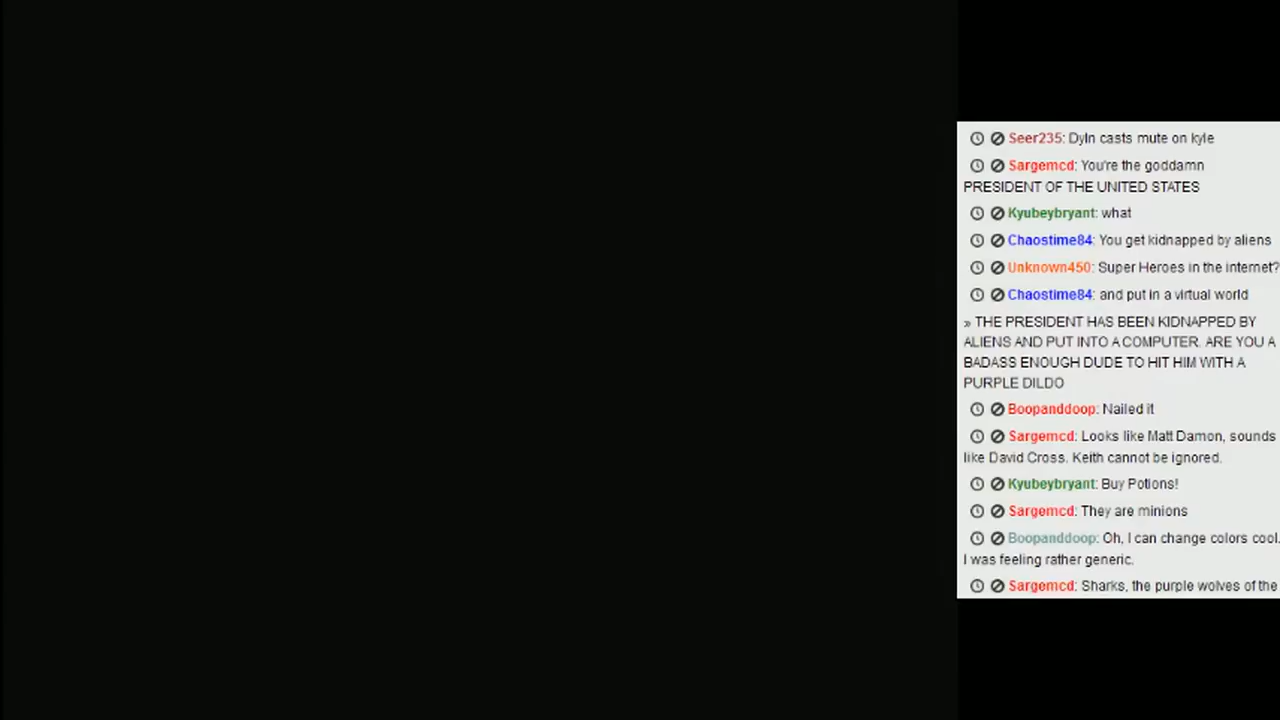 Seer235: Dyln casts mute on kyle
Sargemcd: You're the goddamn
PRESIDENT OF THE UNITED STATES
Kyubeybryant: what
Chaostime84: You get kidnapped by aliens
Unknown450: Super Heroes in the internet?
Chaostime84: and put in a virtual world
» THE PRESIDENT HAS BEEN KIDNAPPED BY
ALIENS AND PUT INTO A COMPUTER. ARE YOU A
BADASS ENOUGH DUDE TO HIT HIM WITH A
PURPLE DILDO
Boopanddoop: Nailed it
Sargemcd: Looks like Matt Damon, sounds
like David Cross. Keith cannot be ignored.
Kyubeybryant: Buy Potions!
Sargemcd: They are minions
Boopanddoop: Oh, I can change colors cool.
I was feeling rather generic.
Sargemcd: Sharks, the purple wolves of the